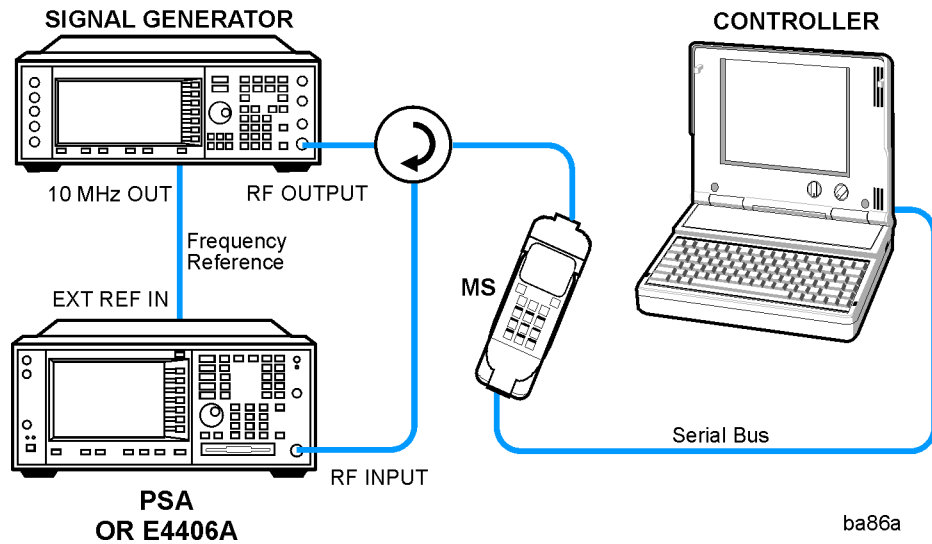 SIGNAL GENERATOR
CONTROLLER
10 MHz OUT
RF OUTPUT
Frequency
Reference
MS
EXT REF IN
Serial Bus
RF INPUT
PSA
OR E4406A
ba86a